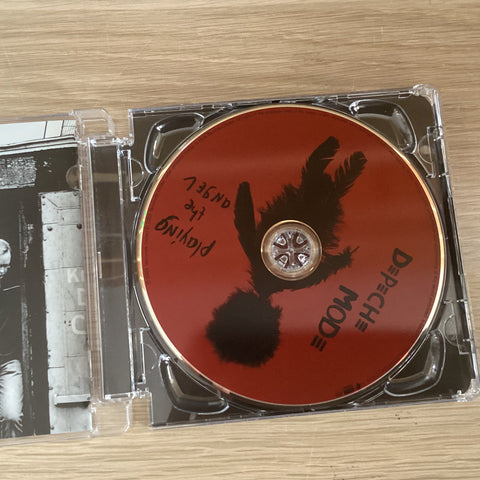 playing
the
angel
DEPECHE
MODE